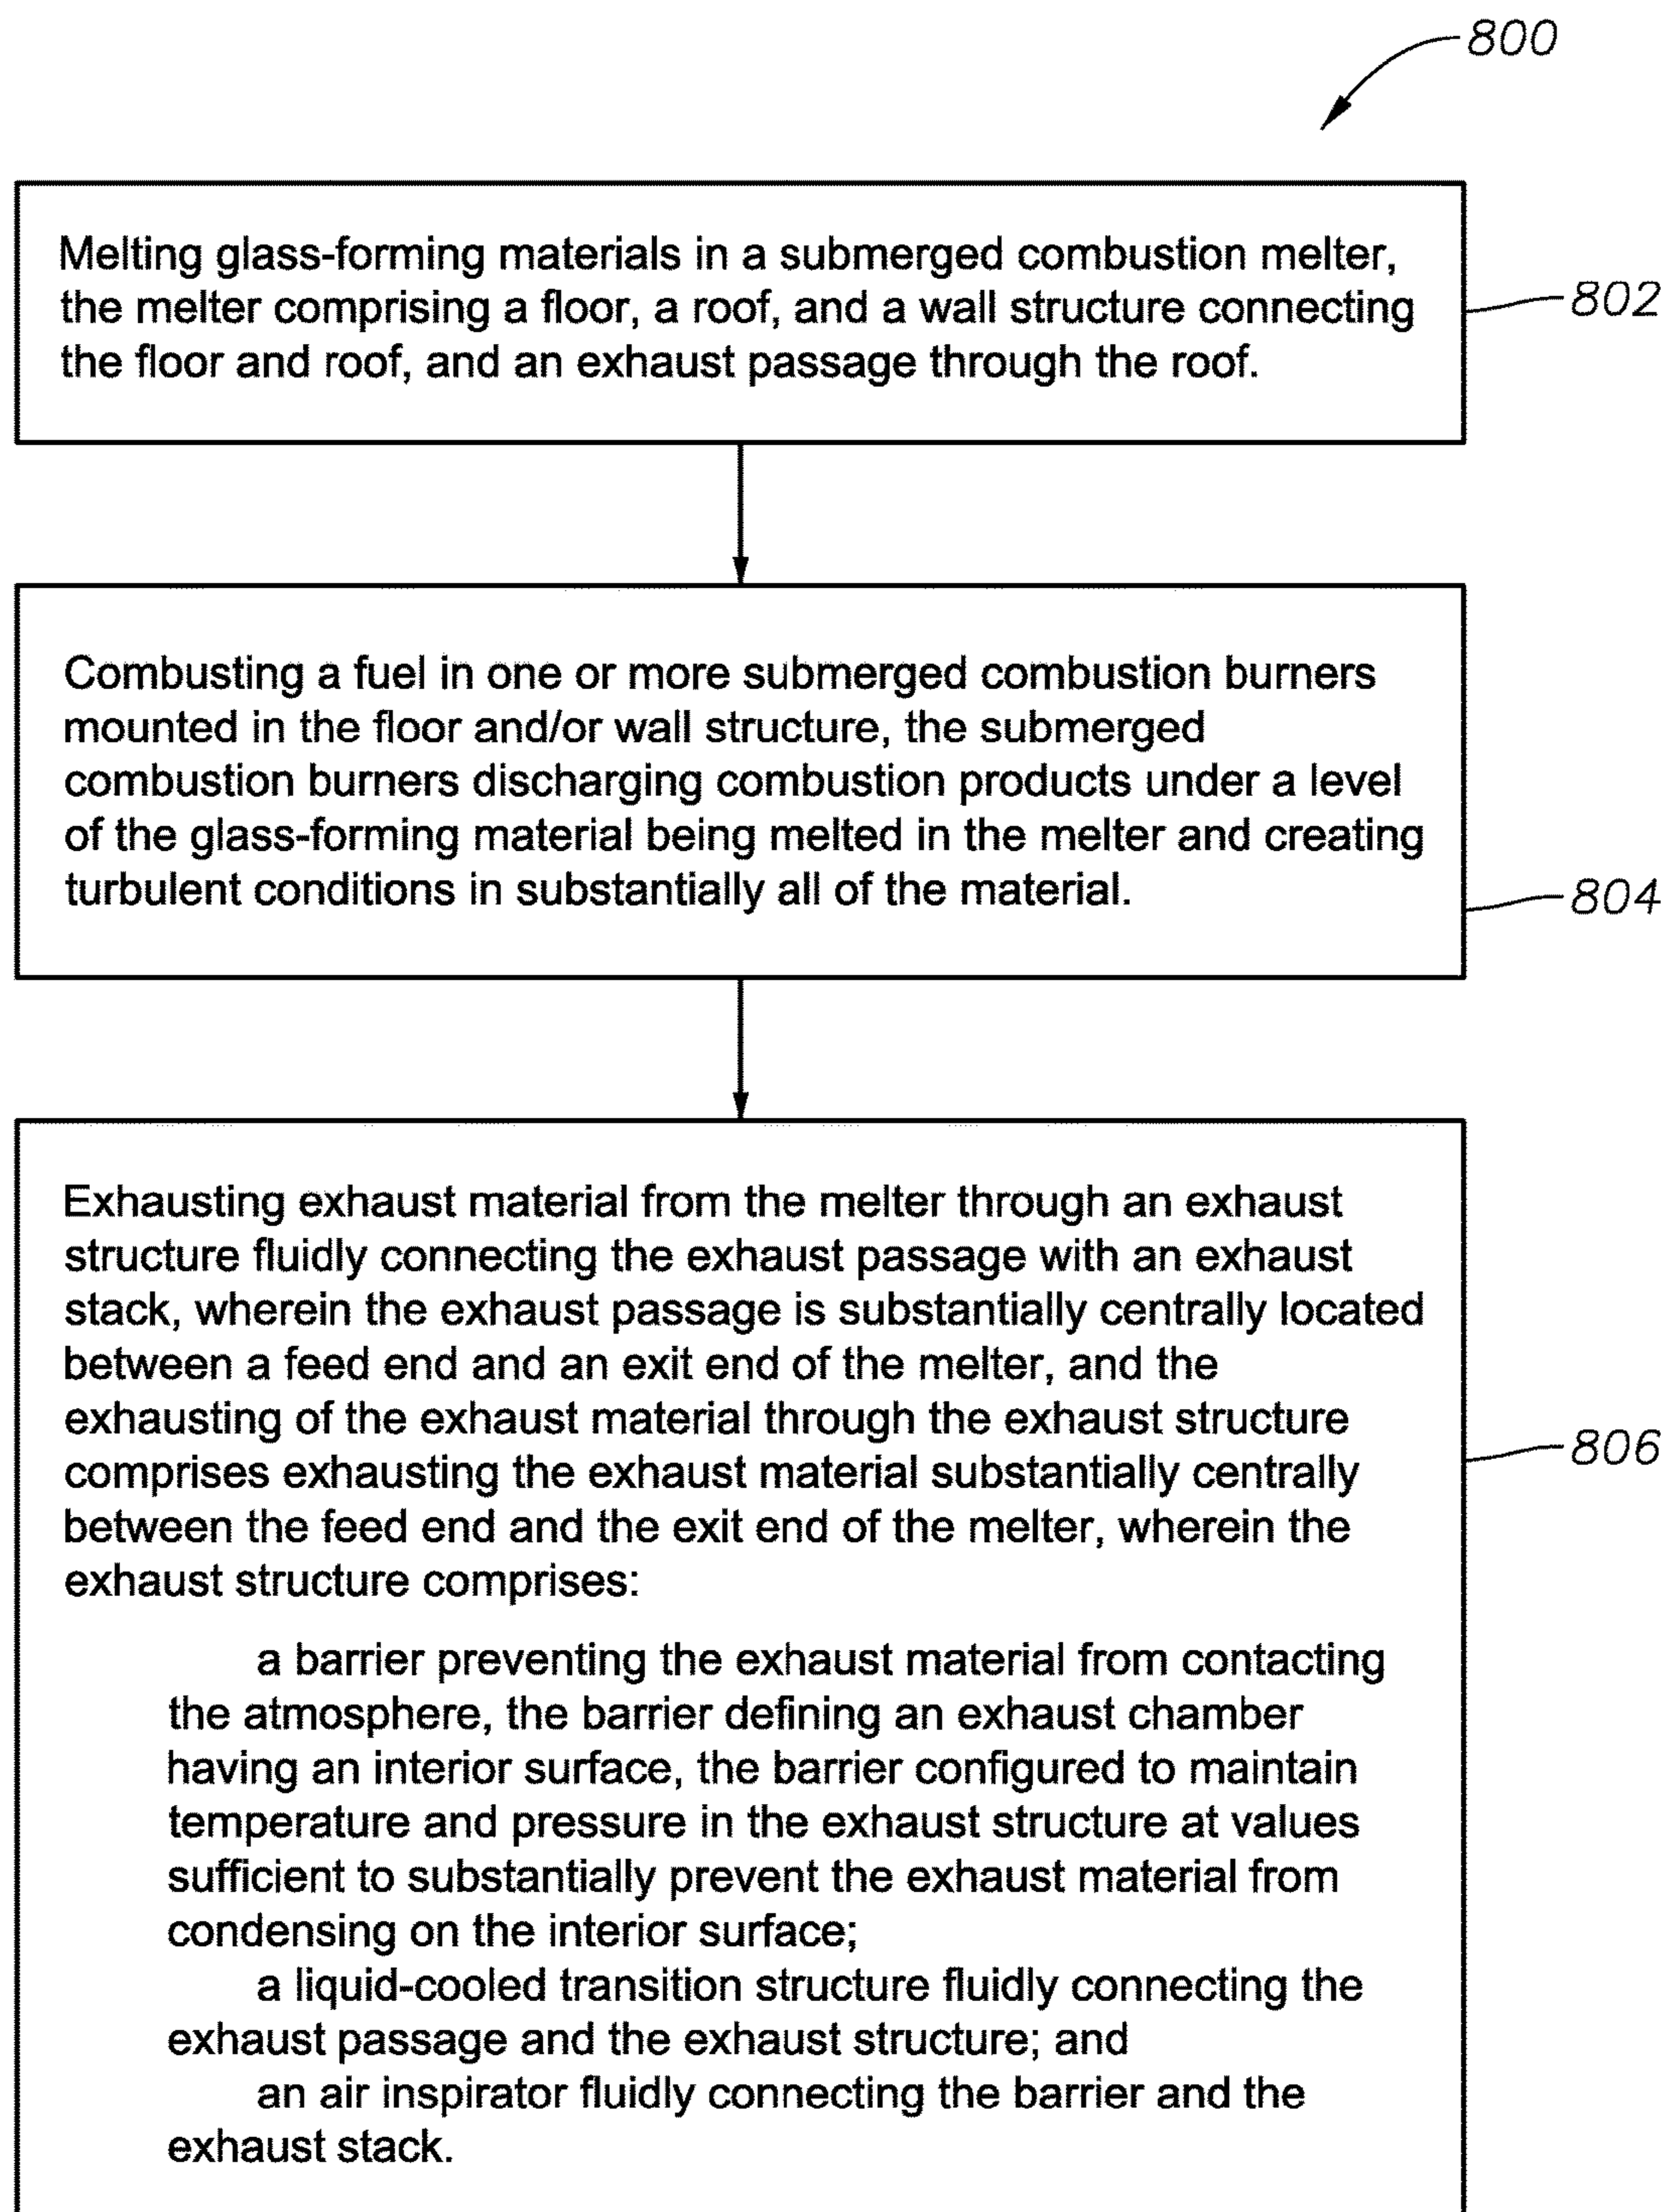 800
Melting glass-forming materials in a submerged combustion melter,
the melter comprising a floor, a roof, and a wall structure connecting
the floor and roof, and an exhaust passage through the roof.
802
Combusting a fuel in one or more submerged combustion burners
mounted in the floor and/or wall structure, the submerged
combustion burners discharging combustion products under a level
of the glass-forming material being melted in the melter and creating
turbulent conditions in substantially all of the material.
804
Exhausting exhaust material from the melter through an exhaust
structure fluidly connecting the exhaust passage with an exhaust
stack, wherein the exhaust passage is substantially centrally located
between a feed end and an exit end of the melter, and the
exhausting of the exhaust material through the exhaust structure
comprises exhausting the exhaust material substantially centrally
between the feed end and the exit end of the melter, wherein the
exhaust structure comprises:
806
a barrier preventing the exhaust material from contacting
the atmosphere, the barrier defining an exhaust chamber
having an interior surface, the barrier configured to maintain
temperature and pressure in the exhaust structure at values
sufficient to substantially prevent the exhaust material from
condensing on the interior surface;
a liquid-cooled transition structure fluidly connecting the
exhaust passage and the exhaust structure; and
an air inspirator fluidly connecting the barrier and the
exhaust stack.